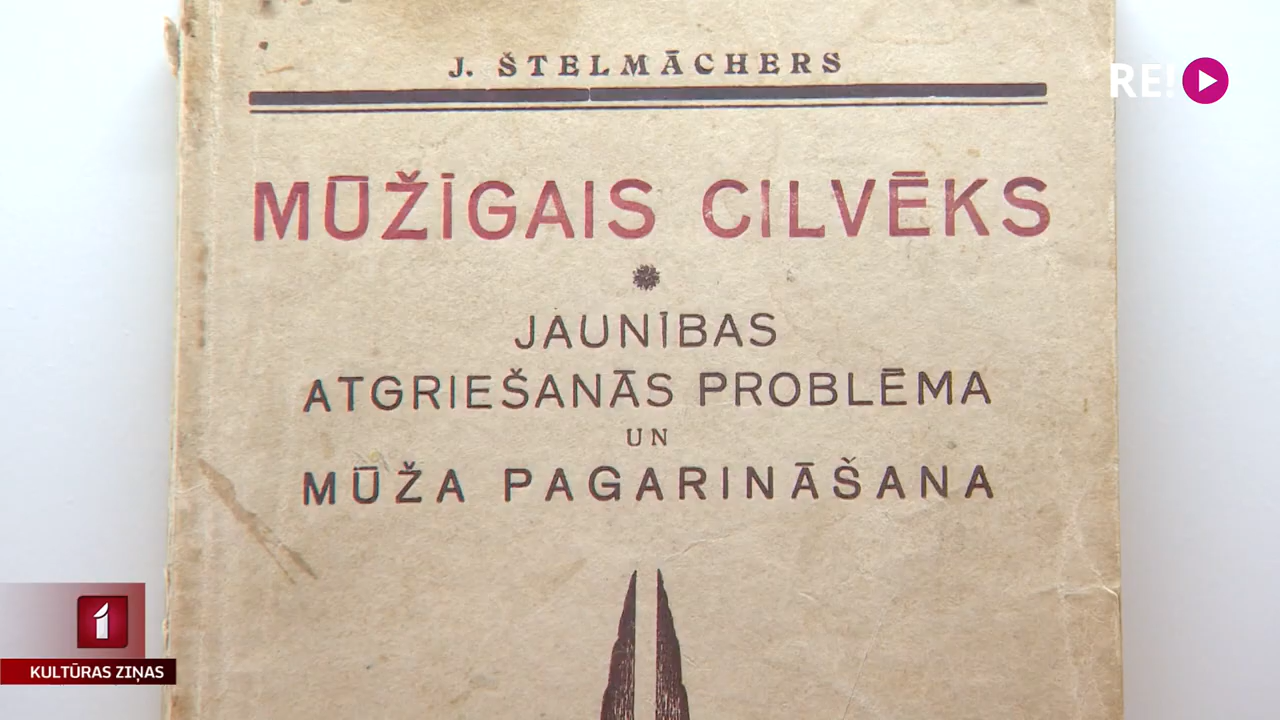 J. ŠTELMĀCHERS
RE!
MŪŽĪGAIS CILVĒKS
JAUNĪBAS
ATGRIEŠANĀS PROBLĒMA
UN
MŪŽA PAGARINĀŠANA
1
KULTŪRAS ZIŅAS